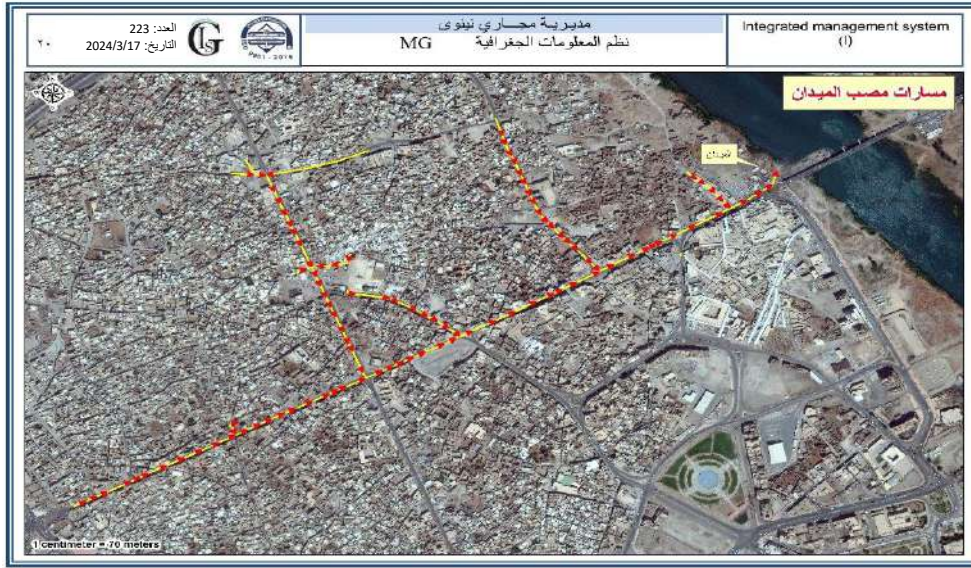 العدد: 223
التاريخ: 2024/3/17
٢٠
مديرية مجاري نينوى
نظم المعلومات الجغرافية MG
Integrated management system
(I)
مسارات مصب الميدان
الميدان
1 centimeter = 70 meters